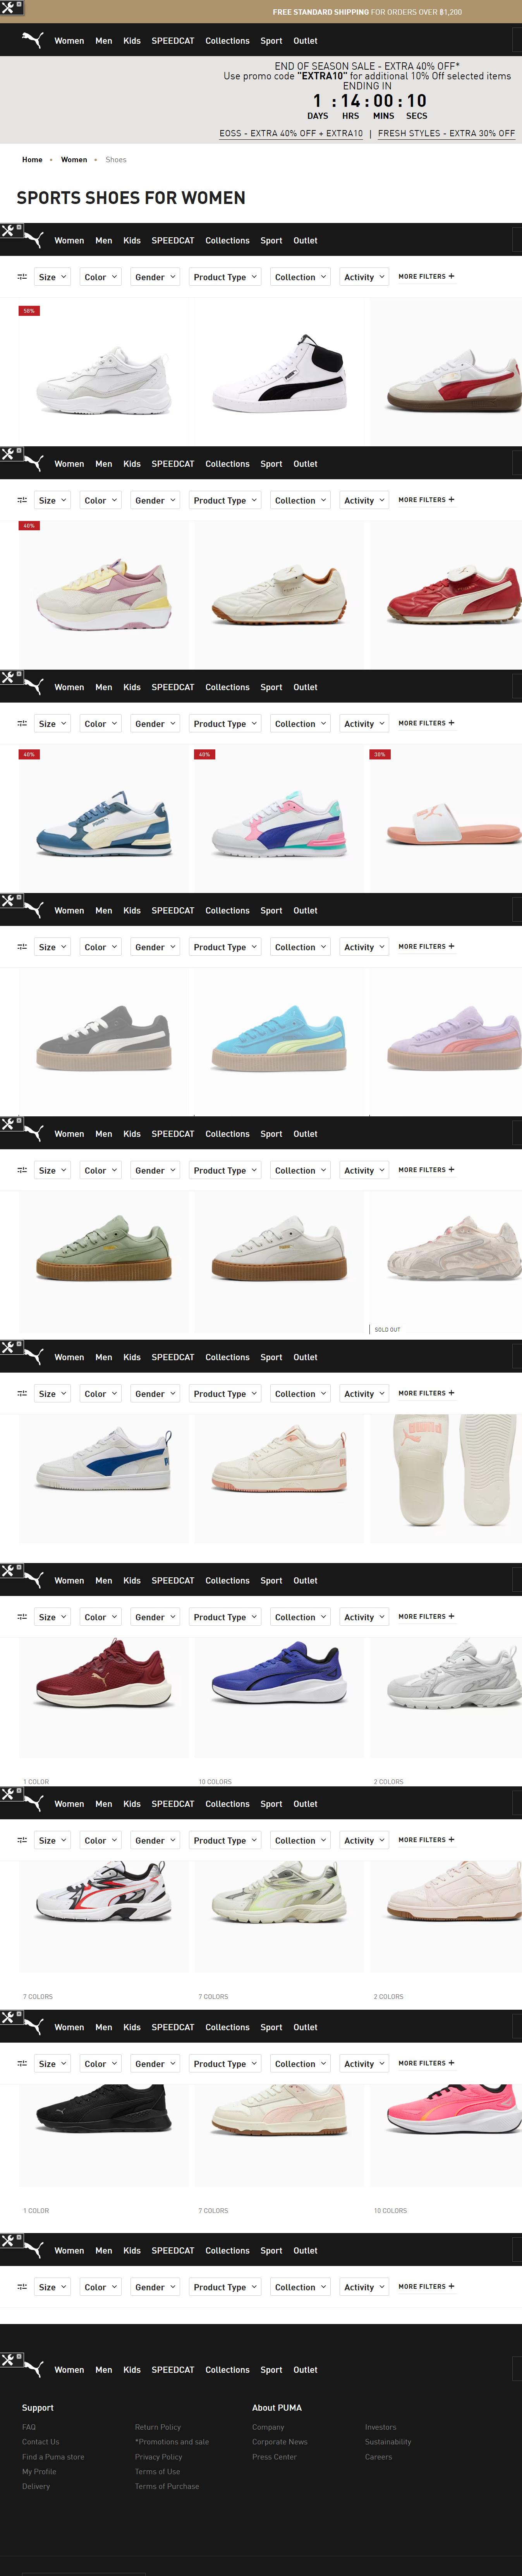 FREE STANDARD SHIPPING FOR ORDERS OVER ฿1,200
Women Men Kids SPEEDCAT Collections Sport Outlet
END OF SEASON SALE - EXTRA 40% OFF*
Use promo code "EXTRA10" for additional 10% Off selected items
ENDING IN
1 : 14 : 00 : 10
DAYS HRS MINS SECS
EOSS - EXTRA 40% OFF + EXTRA10 | FRESH STYLES - EXTRA 30% OFF
Home • Women • Shoes
SPORTS SHOES FOR WOMEN
Women Men Kids SPEEDCAT Collections Sport Outlet
Size Color Gender Product Type Collection Activity MORE FILTERS +
50%
Women Men Kids SPEEDCAT Collections Sport Outlet
Size Color Gender Product Type Collection Activity MORE FILTERS +
40%
Women Men Kids SPEEDCAT Collections Sport Outlet
Size Color Gender Product Type Collection Activity MORE FILTERS +
40% 40% 30%
Women Men Kids SPEEDCAT Collections Sport Outlet
Size Color Gender Product Type Collection Activity MORE FILTERS +
Women Men Kids SPEEDCAT Collections Sport Outlet
Size Color Gender Product Type Collection Activity MORE FILTERS +
SOLD OUT
Women Men Kids SPEEDCAT Collections Sport Outlet
Size Color Gender Product Type Collection Activity MORE FILTERS +
Women Men Kids SPEEDCAT Collections Sport Outlet
Size Color Gender Product Type Collection Activity MORE FILTERS +
1 COLOR 10 COLORS 2 COLORS
Women Men Kids SPEEDCAT Collections Sport Outlet
Size Color Gender Product Type Collection Activity MORE FILTERS +
7 COLORS 7 COLORS 2 COLORS
Women Men Kids SPEEDCAT Collections Sport Outlet
Size Color Gender Product Type Collection Activity MORE FILTERS +
1 COLOR 7 COLORS 10 COLORS
Women Men Kids SPEEDCAT Collections Sport Outlet
Size Color Gender Product Type Collection Activity MORE FILTERS +
Women Men Kids SPEEDCAT Collections Sport Outlet
Support About PUMA
FAQ Return Policy Company Investors
Contact Us *Promotions and sale Corporate News Sustainability
Find a Puma store Privacy Policy Press Center Careers
My Profile Terms of Use
Delivery Terms of Purchase